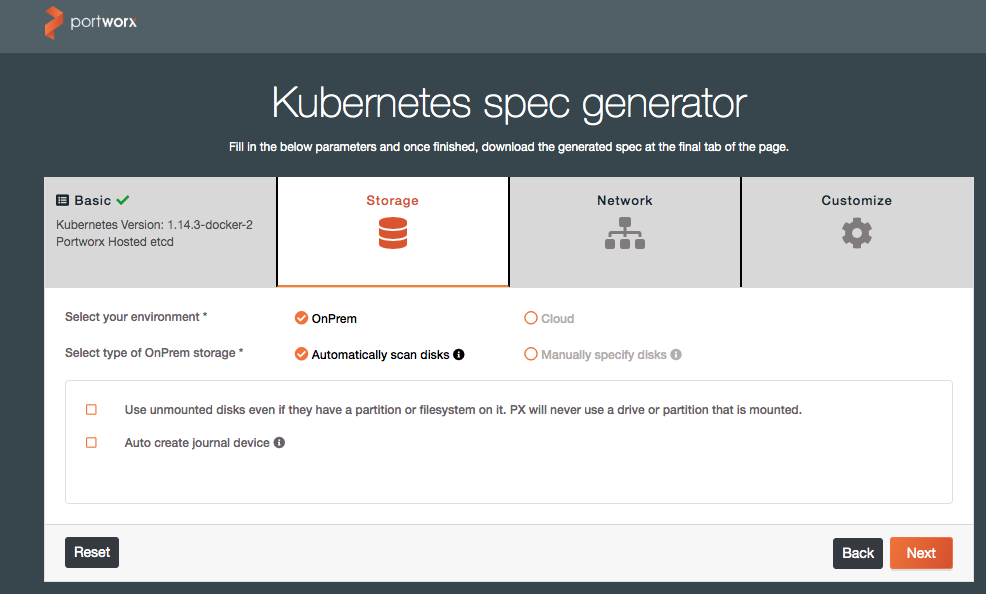 portworx
Kubernetes spec generator
Fill in the below parameters and once finished, download the generated spec at the final tab of the page.
Basic
Kubernetes Version: 1.14.3-docker-2
Portworx Hosted etcd
Storage
Network
Customize
Select your environment * OnPrem Cloud
Select type of OnPrem storage * Automatically scan disks Manually specify disks
Use unmounted disks even if they have a partition or filesystem on it. PX will never use a drive or partition that is mounted.
Auto create journal device
Reset Back Next